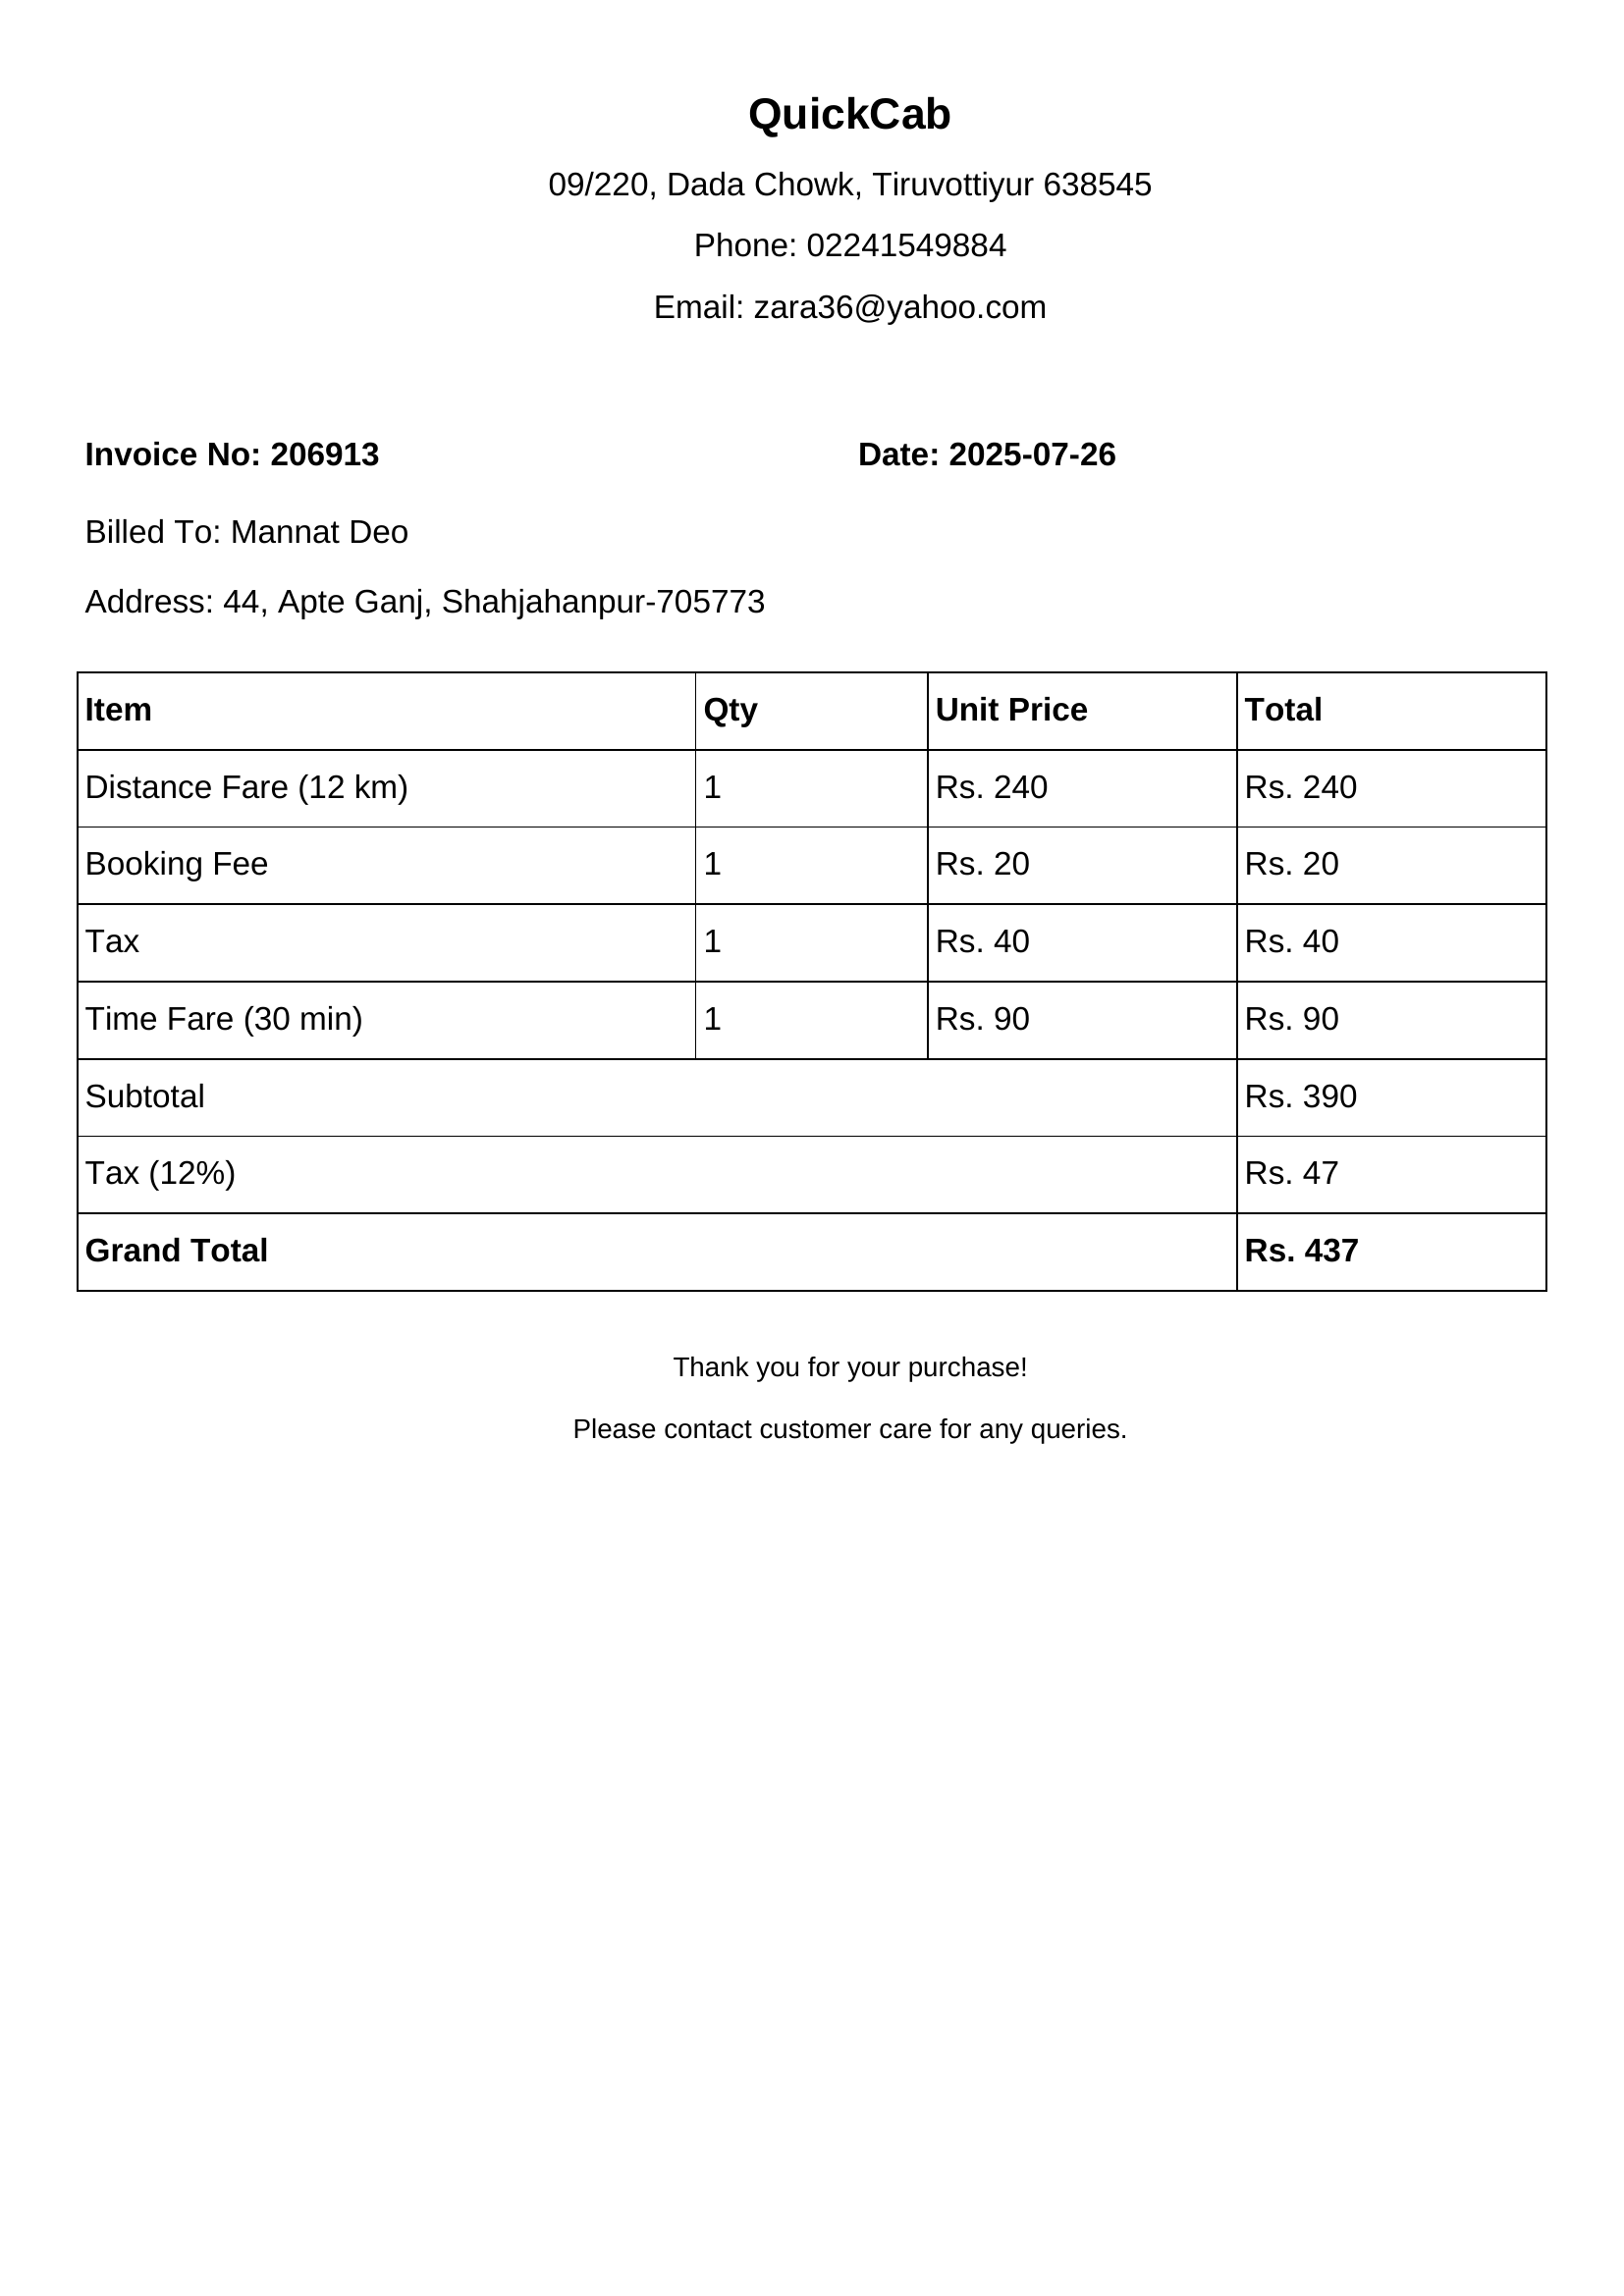 QuickCab
09/220, Dada Chowk, Tiruvottiyur 638545
Phone: 02241549884
Email: zara36@yahoo.com
Invoice No: 206913 Date: 2025-07-26
Billed To: Mannat Deo
Address: 44, Apte Ganj, Shahjahanpur-705773
Item Qty Unit Price Total
Distance Fare (12 km) 1 Rs. 240 Rs. 240
Booking Fee 1 Rs. 20 Rs. 20
Tax 1 Rs. 40 Rs. 40
Time Fare (30 min) 1 Rs. 90 Rs. 90
Subtotal Rs. 390
Tax (12%) Rs. 47
Grand Total Rs. 437
Thank you for your purchase!
Please contact customer care for any queries.